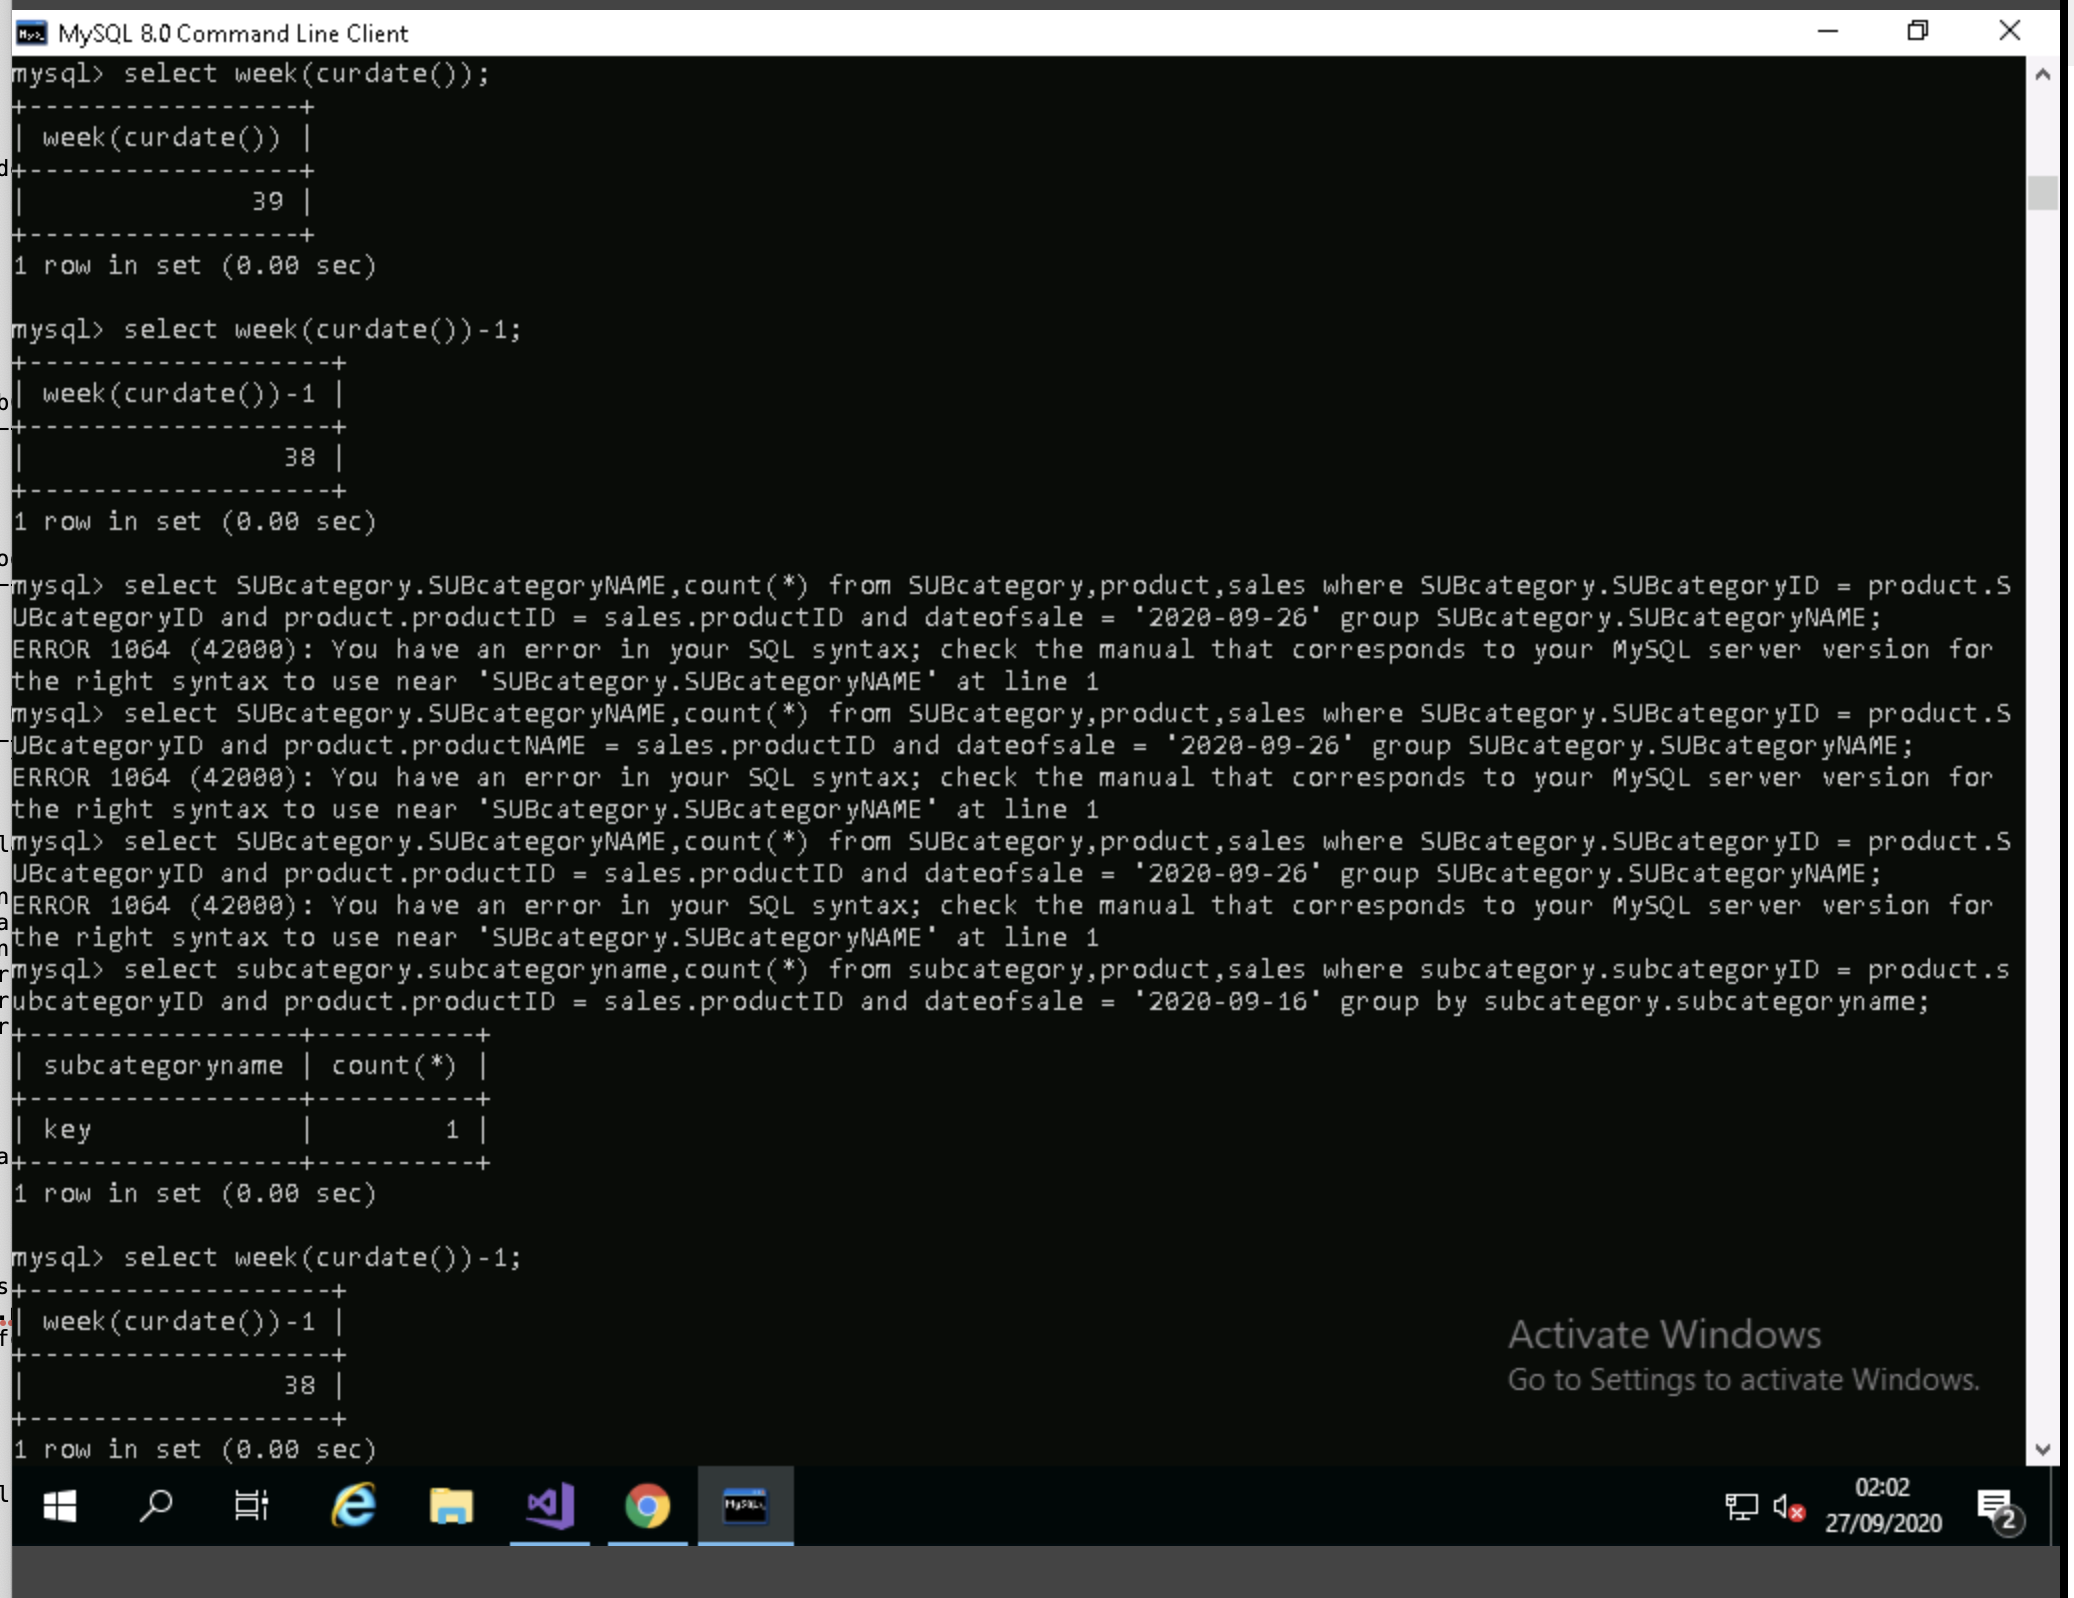 MySQL 8.0 Command Line Client
mysql> select week(curdate());
+-----------------+
| week(curdate()) |
+-----------------+
|              39 |
+-----------------+
1 row in set (0.00 sec)
mysql> select week(curdate())-1;
+-------------------+
| week(curdate())-1 |
+-------------------+
|                38 |
+-------------------+
1 row in set (0.00 sec)
mysql> select SUBcategory.SUBcategoryNAME,count(*) from SUBcategory,product,sales where SUBcategory.SUBcategoryID = product.S
UBcategoryID and product.productID = sales.productID and dateofsale = '2020-09-26' group SUBcategory.SUBcategoryNAME;
ERROR 1064 (42000): You have an error in your SQL syntax; check the manual that corresponds to your MySQL server version for
the right syntax to use near 'SUBcategory.SUBcategoryNAME' at line 1
mysql> select SUBcategory.SUBcategoryNAME,count(*) from SUBcategory,product,sales where SUBcategory.SUBcategoryID = product.S
UBcategoryID and product.productNAME = sales.productID and dateofsale = '2020-09-26' group SUBcategory.SUBcategoryNAME;
ERROR 1064 (42000): You have an error in your SQL syntax; check the manual that corresponds to your MySQL server version for
the right syntax to use near 'SUBcategory.SUBcategoryNAME' at line 1
mysql> select SUBcategory.SUBcategoryNAME,count(*) from SUBcategory,product,sales where SUBcategory.SUBcategoryID = product.S
UBcategoryID and product.productID = sales.productID and dateofsale = '2020-09-26' group SUBcategory.SUBcategoryNAME;
ERROR 1064 (42000): You have an error in your SQL syntax; check the manual that corresponds to your MySQL server version for
the right syntax to use near 'SUBcategory.SUBcategoryNAME' at line 1
mysql> select subcategory.subcategoryname,count(*) from subcategory,product,sales where subcategory.subcategoryID = product.s
ubcategoryID and product.productID = sales.productID and dateofsale = '2020-09-16' group by subcategory.subcategoryname;
+-----------------+----------+
| subcategoryname | count(*) |
+-----------------+----------+
| key             |        1 |
+-----------------+----------+
1 row in set (0.00 sec)
mysql> select week(curdate())-1;
+-------------------+
| week(curdate())-1 |
+-------------------+
|                38 |
+-------------------+
1 row in set (0.00 sec)
Activate Windows
Go to Settings to activate Windows.
02:02
27/09/2020
2